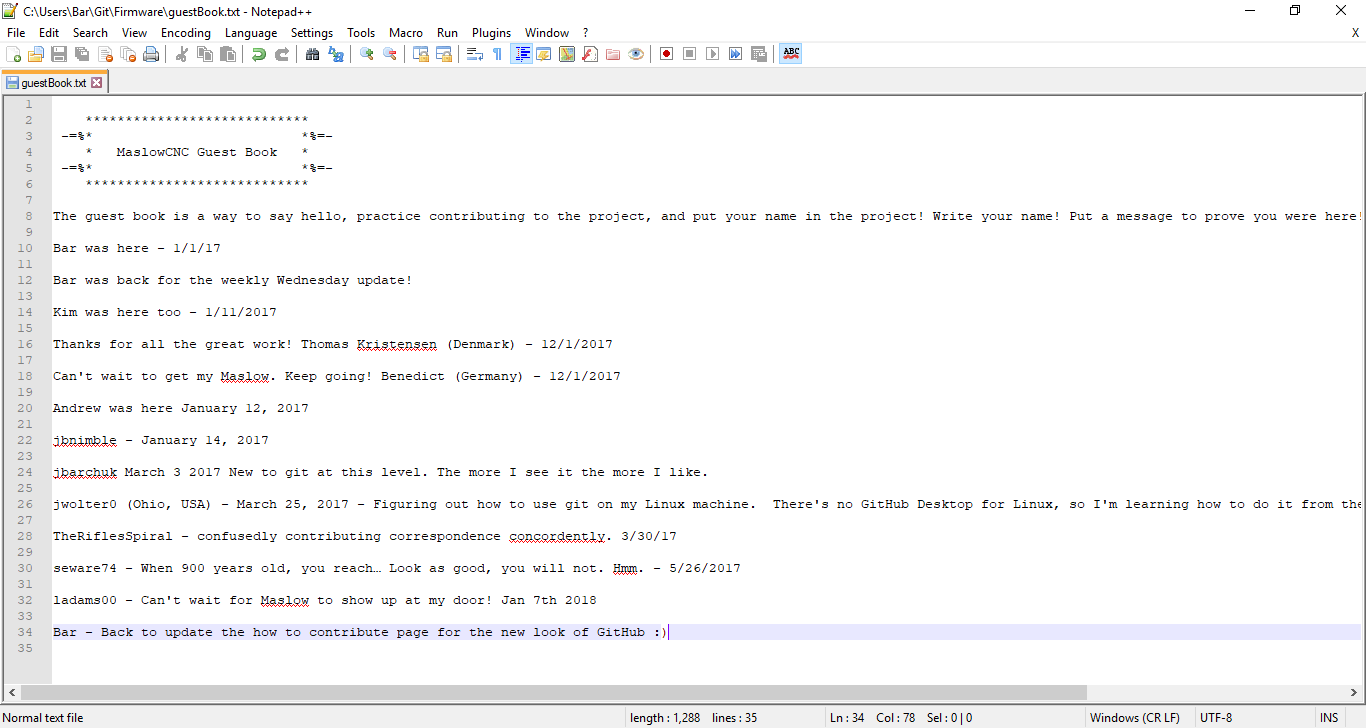 C:\Users\Bar\Git\Firmware\guestBook.txt - Notepad++
File Edit Search View Encoding Language Settings Tools Macro Run Plugins Window ? X
ABC
guestBook.txt
1
2 ****************************
3 -=%* *%=-
4 * MaslowCNC Guest Book *
5 -=%* *%=-
6 ****************************
7
8 The guest book is a way to say hello, practice contributing to the project, and put your name in the project! Write your name! Put a message to prove you were here!
9
10 Bar was here - 1/1/17
11
12 Bar was back for the weekly Wednesday update!
13
14 Kim was here too - 1/11/2017
15
16 Thanks for all the great work! Thomas Kristensen (Denmark) - 12/1/2017
17
18 Can't wait to get my Maslow. Keep going! Benedict (Germany) - 12/1/2017
19
20 Andrew was here January 12, 2017
21
22 jbnimble - January 14, 2017
23
24 jbarchuk March 3 2017 New to git at this level. The more I see it the more I like.
25
26 jwolter0 (Ohio, USA) - March 25, 2017 - Figuring out how to use git on my Linux machine.  There's no GitHub Desktop for Linux, so I'm learning how to do it from the
27
28 TheRiflesSpiral - confusedly contributing correspondence concordently. 3/30/17
29
30 seware74 - When 900 years old, you reach… Look as good, you will not. Hmm. - 5/26/2017
31
32 ladams00 - Can't wait for Maslow to show up at my door! Jan 7th 2018
33
34 Bar - Back to update the how to contribute page for the new look of GitHub :)
35
Normal text file length : 1,288 lines : 35 Ln : 34 Col : 78 Sel : 0 | 0 Windows (CR LF) UTF-8 INS